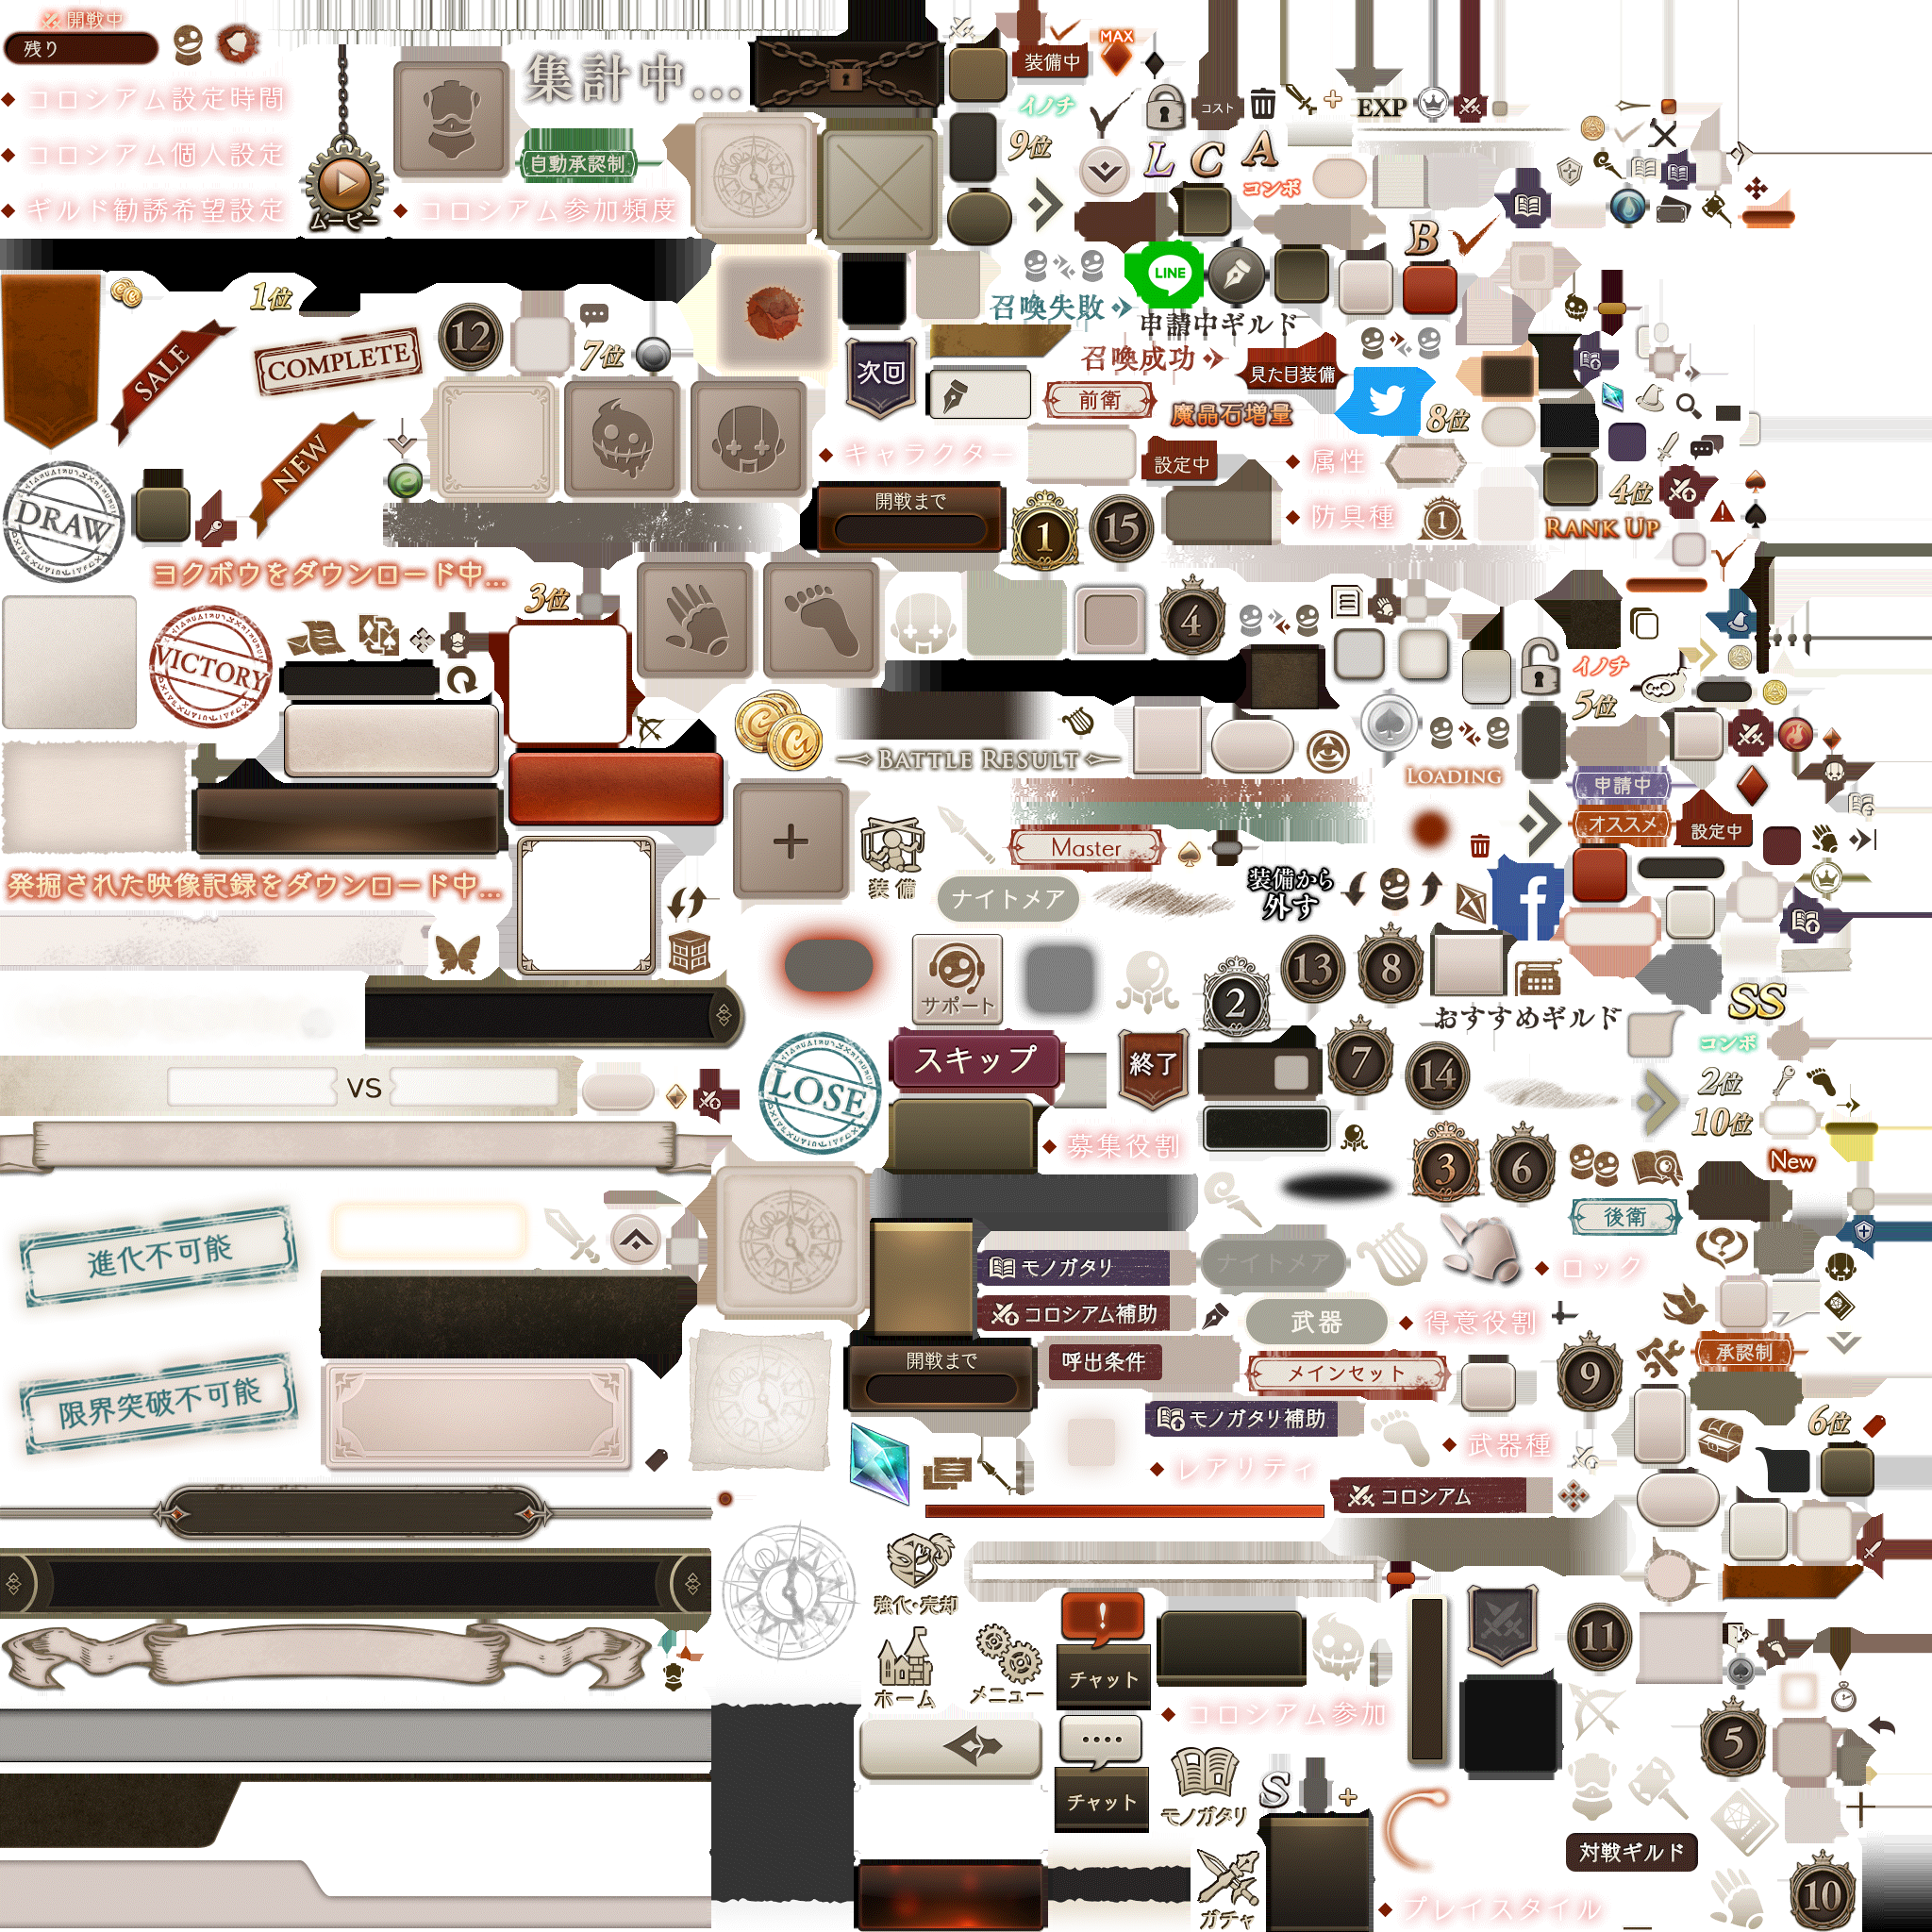 開戦中
残り
コロシアム設定時間
コロシアム個人設定
ギルド勧誘希望設定
ムービー
集計中...
自動承認制
コロシアム参加頻度
装備中
MAX
イノチ
9位
コスト
EXP
L
C
A
コンボ
B
1位
SALE
COMPLETE
12
7位
NEW
召喚失敗
LINE
申請中ギルド
召喚成功
見た目装備
次回
前衛
魔晶石増量
8位
キャラクター
設定中
属性
4位
DRAW
開戦まで
1
15
防具種
1
RANK UP
ヨクボウをダウンロード中...
3位
4
VICTORY
イノチ
5位
BATTLE RESULT
LOADING
申請中
オススメ
設定中
Master
装備
ナイトメア
装備から
外す
発掘された映像記録をダウンロード中...
サポート
2
13
8
SS
おすすめギルド
コンボ
VS
LOSE
スキップ
終了
7
14
2位
10位
募集役割
3
6
New
進化不可能
後衛
モノガタリ
ナイトメア
ロック
コロシアム補助
武器
得意役割
限界突破不可能
開戦まで
呼出条件
メインセット
9
承認制
モノガタリ補助
武器種
6位
レアリティ
コロシアム
強化・売却
ホーム
メニュー
チャット
11
コロシアム参加
5
チャット
モノガタリ
S
対戦ギルド
ガチャ
プレイスタイル
10